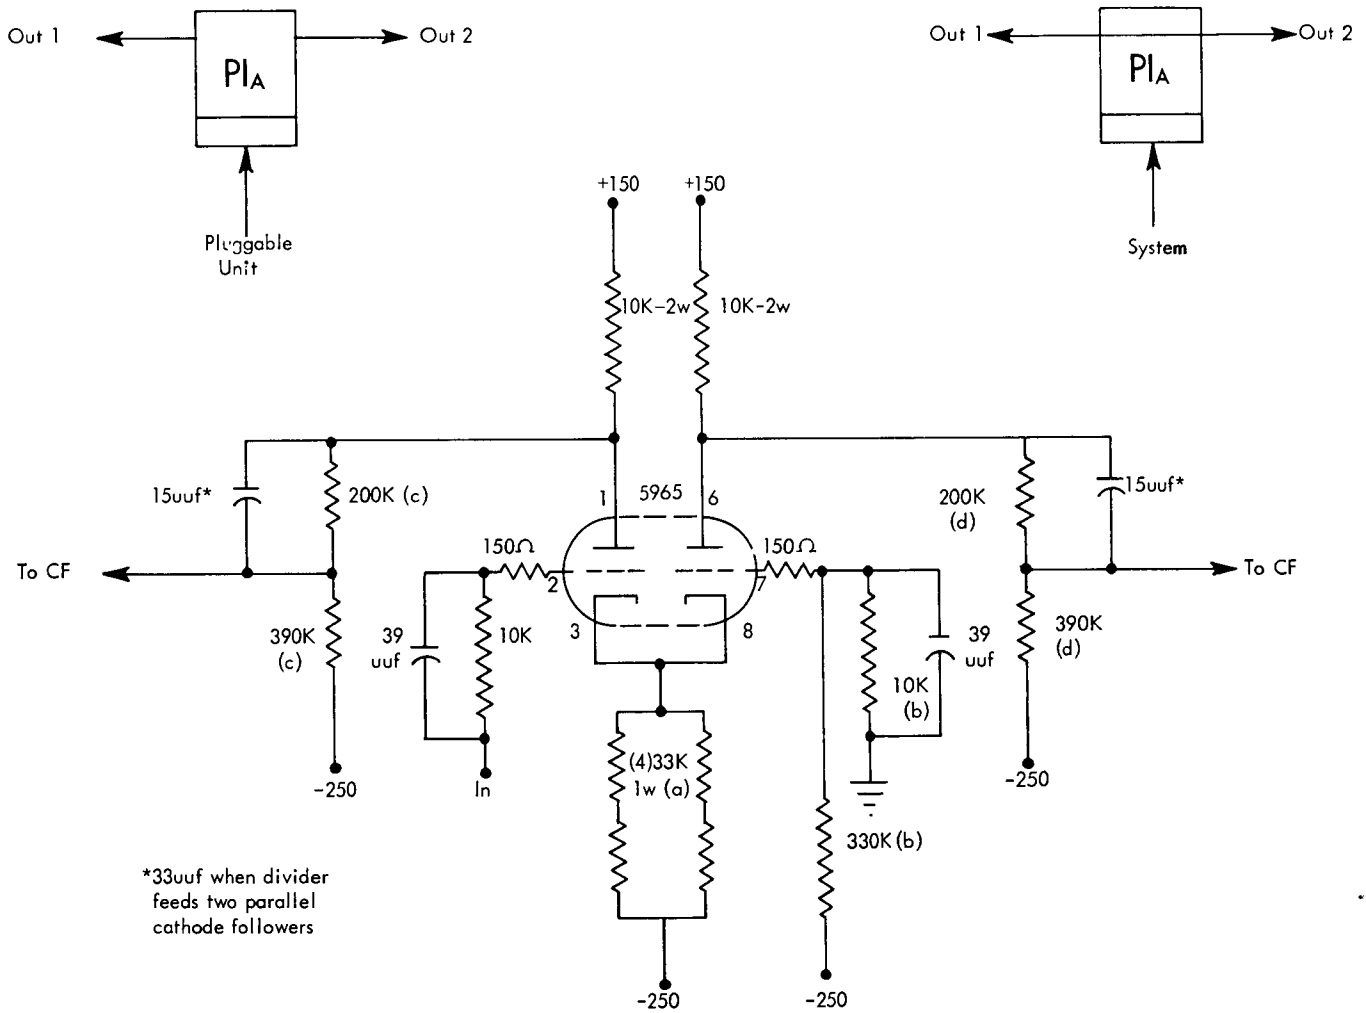 Out 1
PIA
Out 2
Pluggable
Unit
Out 1
PIA
Out 2
System
+150
+150
10K-2w
10K-2w
15uuf*
200K (c)
1
5965
6
200K
(d)
15uuf*
To CF
150Ω
2
150Ω
7
To CF
390K
(c)
39
uuf
10K
3
8
10K
(b)
39
uuf
390K
(d)
-250
In
(4)33K
1w (a)
-250
330K (b)
*33uuf when divider
feeds two parallel
cathode followers
-250
-250